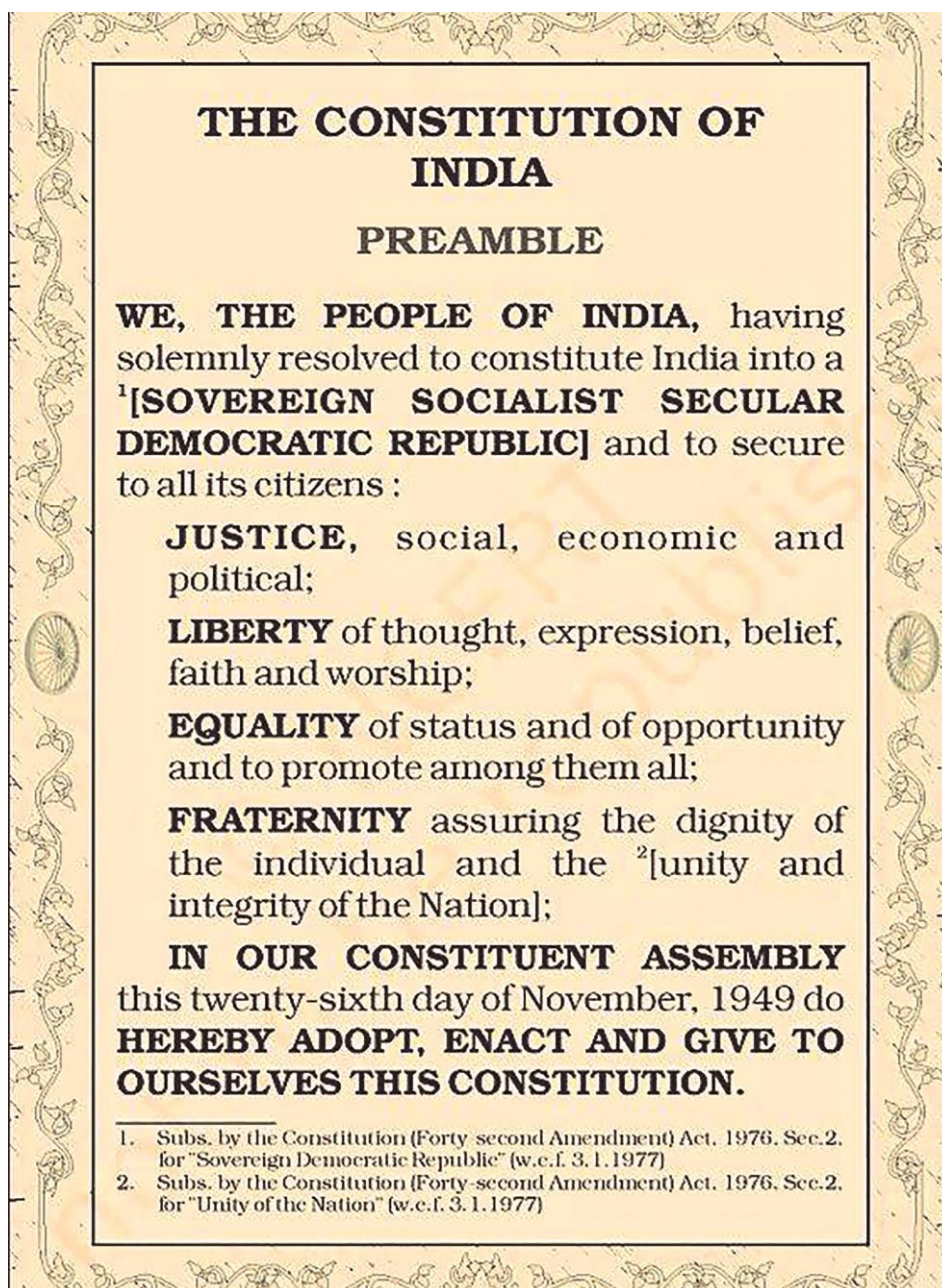 THE CONSTITUTION OF
INDIA
PREAMBLE
WE, THE PEOPLE OF INDIA, having
solemnly resolved to constitute India into a
¹[SOVEREIGN SOCIALIST SECULAR
DEMOCRATIC REPUBLIC] and to secure
to all its citizens :
JUSTICE, social, economic and
political;
LIBERTY of thought, expression, belief,
faith and worship;
EQUALITY of status and of opportunity
and to promote among them all;
FRATERNITY assuring the dignity of
the individual and the ²[unity and
integrity of the Nation];
IN OUR CONSTITUENT ASSEMBLY
this twenty-sixth day of November, 1949 do
HEREBY ADOPT, ENACT AND GIVE TO
OURSELVES THIS CONSTITUTION.
1. Subs. by the Constitution (Forty-second Amendment) Act, 1976, Sec.2,
for "Sovereign Democratic Republic" (w.e.f. 3.1.1977)
2. Subs. by the Constitution (Forty-second Amendment) Act, 1976, Sec.2,
for "Unity of the Nation" (w.e.f. 3.1.1977)